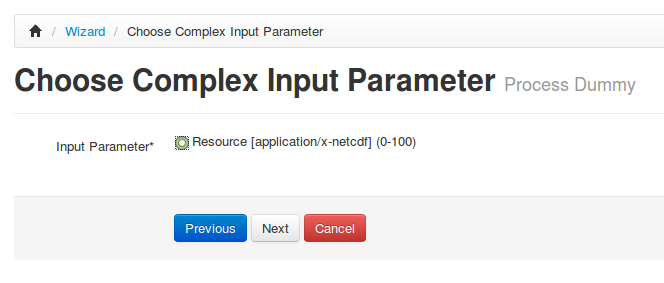 / Wizard / Choose Complex Input Parameter
Choose Complex Input Parameter Process Dummy
Input Parameter* Resource [application/x-netcdf] (0-100)
Previous Next Cancel